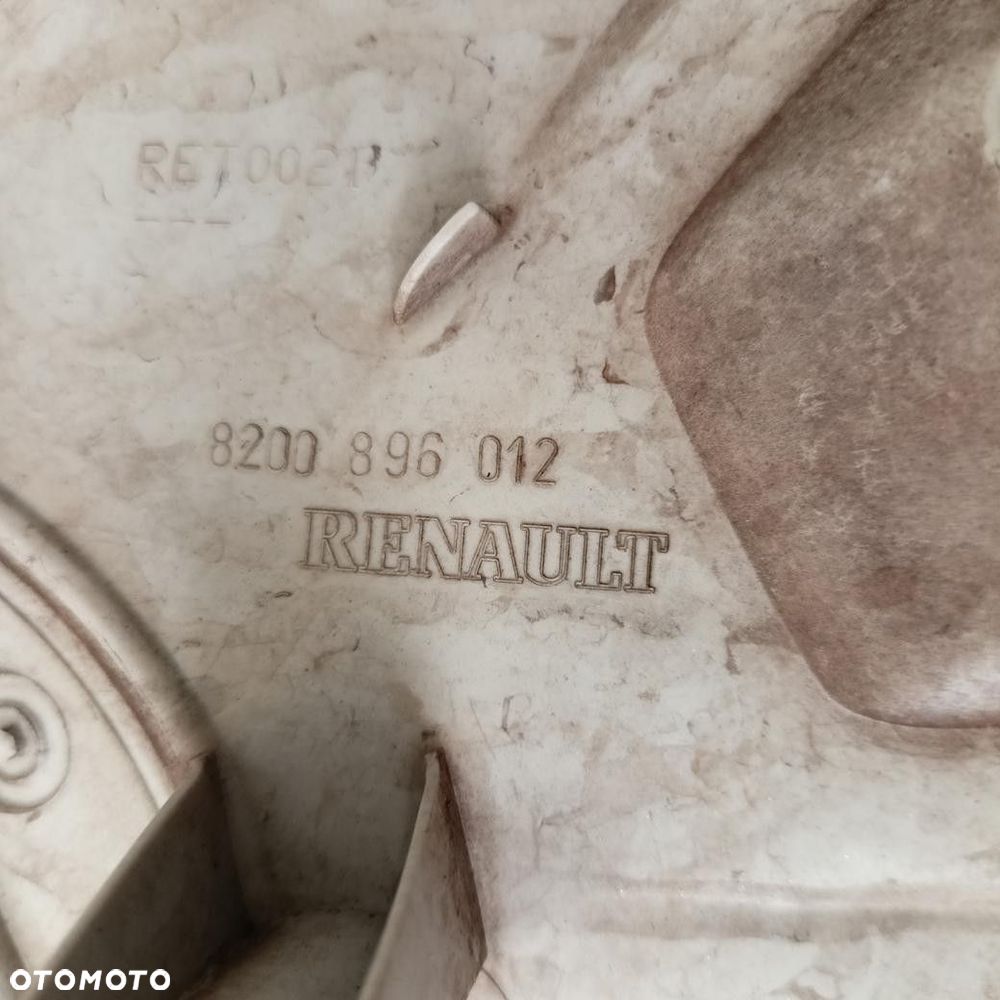 RET0021
8200 896 012
RENAULT
OTOMOTO